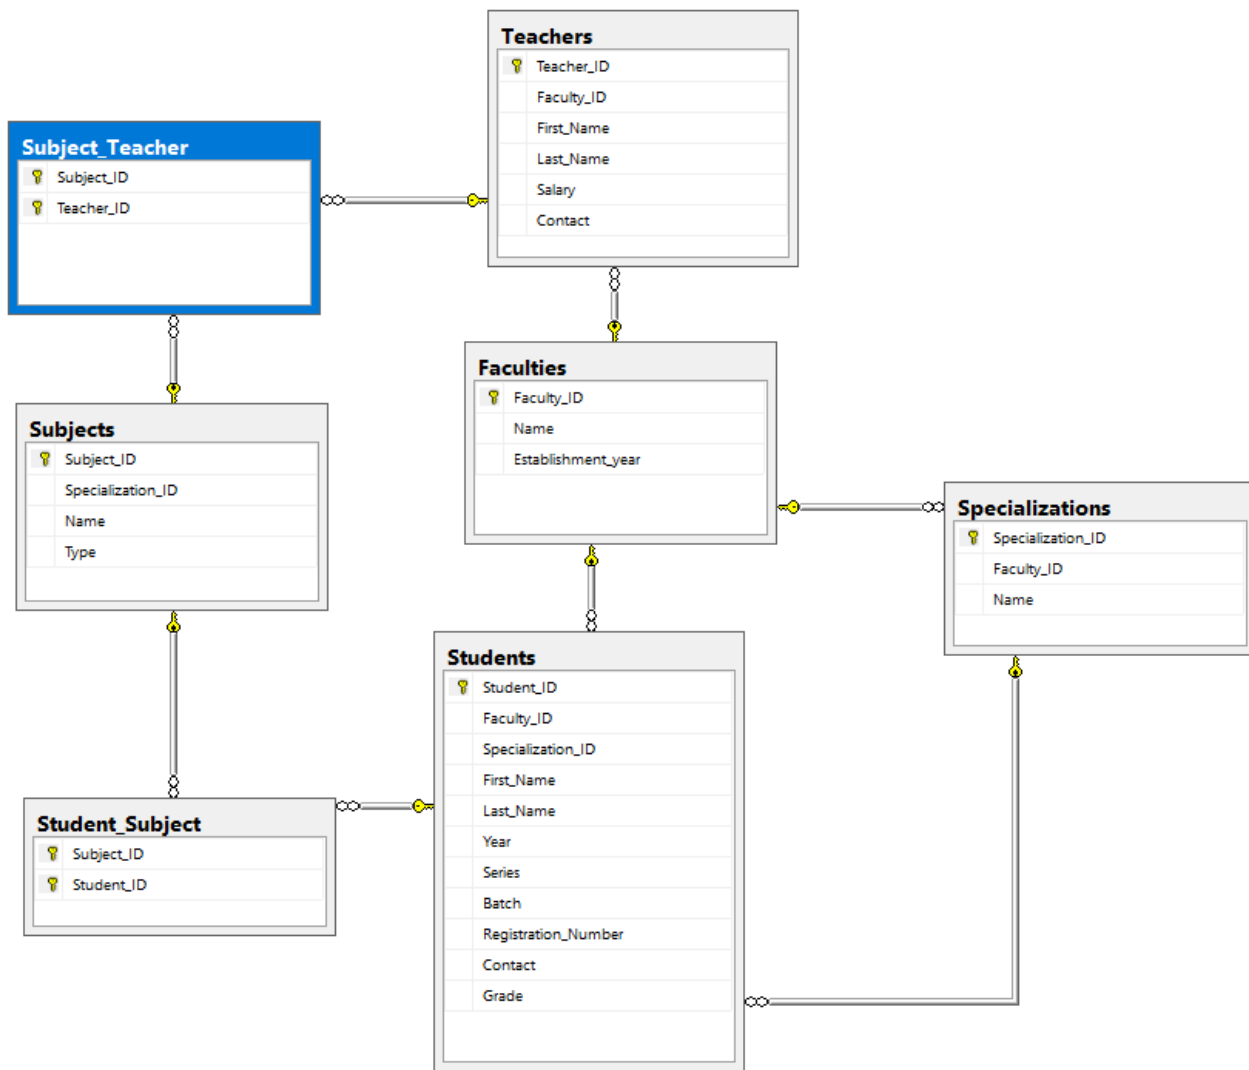 Teachers
Teacher_ID
Faculty_ID
First_Name
Last_Name
Salary
Contact
Subject_Teacher
Subject_ID
Teacher_ID
Faculties
Faculty_ID
Name
Establishment_year
Subjects
Subject_ID
Specialization_ID
Name
Type
Specializations
Specialization_ID
Faculty_ID
Name
Students
Student_ID
Faculty_ID
Specialization_ID
First_Name
Last_Name
Year
Series
Batch
Registration_Number
Contact
Grade
Student_Subject
Subject_ID
Student_ID